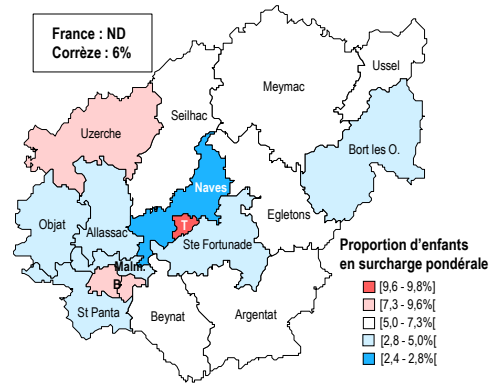 France : ND
Corrèze : 6%
Ussel
Meymac
Seilhac
Uzerche
Bort les O.
Naves
Objat
Allassac
T
Egletons
Ste Fortunade
Malm.
B
St Panta
Beynat
Argentat
Proportion d'enfants
en surcharge pondérale
[9,6 - 9,8%]
[7,3 - 9,6%[
[5,0 - 7,3%[
[2,8 - 5,0%[
[2,4 - 2,8%[